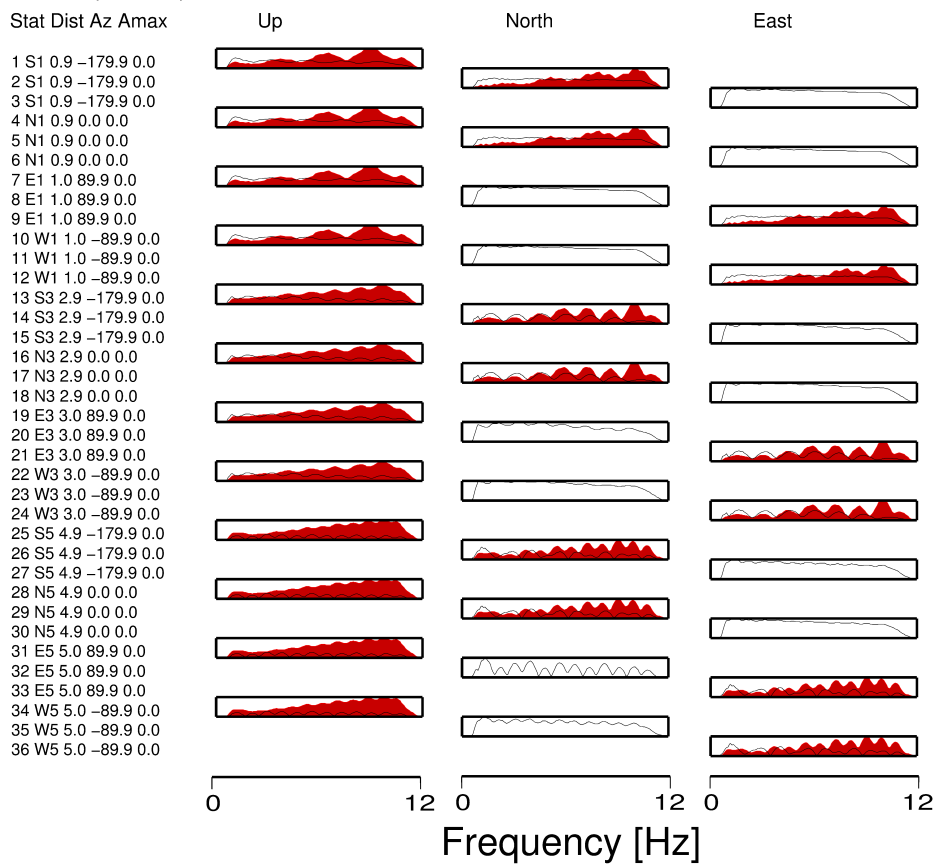 Stat Dist Az Amax Up North East
1 S1 0.9 −179.9 0.0
2 S1 0.9 −179.9 0.0
3 S1 0.9 −179.9 0.0
4 N1 0.9 0.0 0.0
5 N1 0.9 0.0 0.0
6 N1 0.9 0.0 0.0
7 E1 1.0 89.9 0.0
8 E1 1.0 89.9 0.0
9 E1 1.0 89.9 0.0
10 W1 1.0 −89.9 0.0
11 W1 1.0 −89.9 0.0
12 W1 1.0 −89.9 0.0
13 S3 2.9 −179.9 0.0
14 S3 2.9 −179.9 0.0
15 S3 2.9 −179.9 0.0
16 N3 2.9 0.0 0.0
17 N3 2.9 0.0 0.0
18 N3 2.9 0.0 0.0
19 E3 3.0 89.9 0.0
20 E3 3.0 89.9 0.0
21 E3 3.0 89.9 0.0
22 W3 3.0 −89.9 0.0
23 W3 3.0 −89.9 0.0
24 W3 3.0 −89.9 0.0
25 S5 4.9 −179.9 0.0
26 S5 4.9 −179.9 0.0
27 S5 4.9 −179.9 0.0
28 N5 4.9 0.0 0.0
29 N5 4.9 0.0 0.0
30 N5 4.9 0.0 0.0
31 E5 5.0 89.9 0.0
32 E5 5.0 89.9 0.0
33 E5 5.0 89.9 0.0
34 W5 5.0 −89.9 0.0
35 W5 5.0 −89.9 0.0
36 W5 5.0 −89.9 0.0
0 12 0 12 0 12
Frequency [Hz]